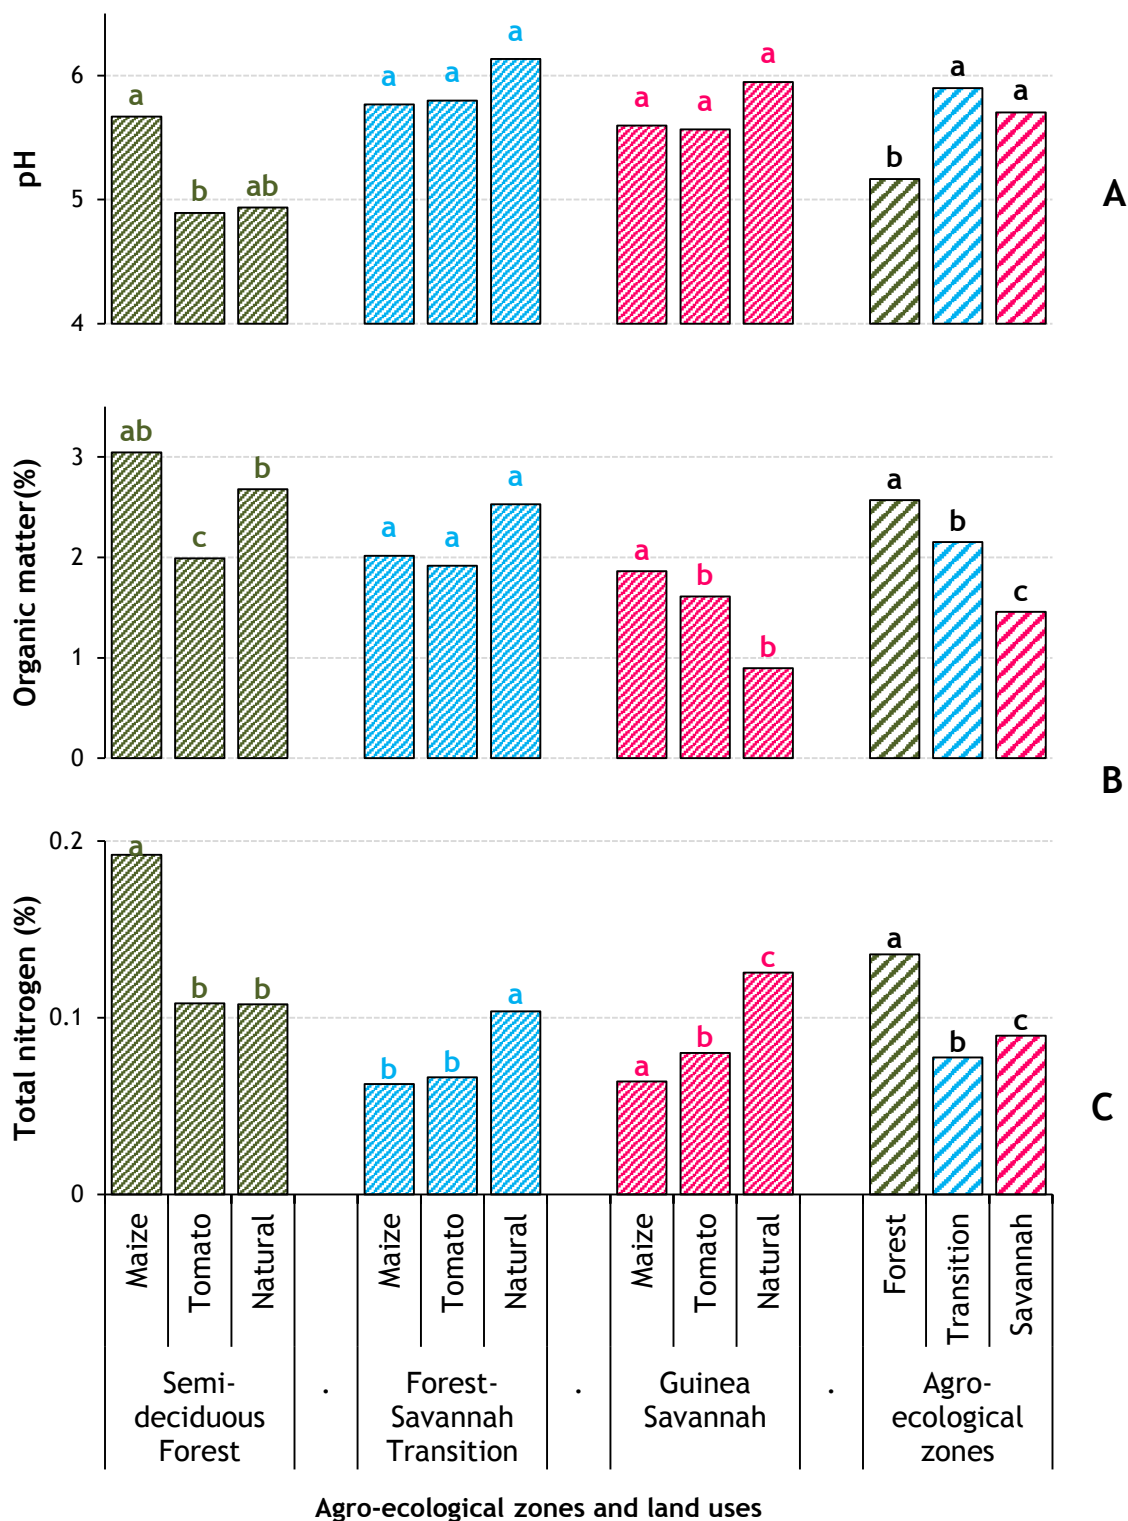 6
5
4
pH
a
b
ab
a
a
a
a
a
a
b
a
a
A
3
2
1
0
Organic matter(%)
ab
c
b
a
a
a
a
b
b
a
b
c
B
0.2
0.1
0
Total nitrogen (%)
a
b
b
b
b
a
a
b
c
a
b
c
C
Maize
Tomato
Natural
Maize
Tomato
Natural
Maize
Tomato
Natural
Forest
Transition
Savannah
Semi-
deciduous
Forest
.
Forest-
Savannah
Transition
.
Guinea
Savannah
.
Agro-
ecological
zones
Agro-ecological zones and land uses